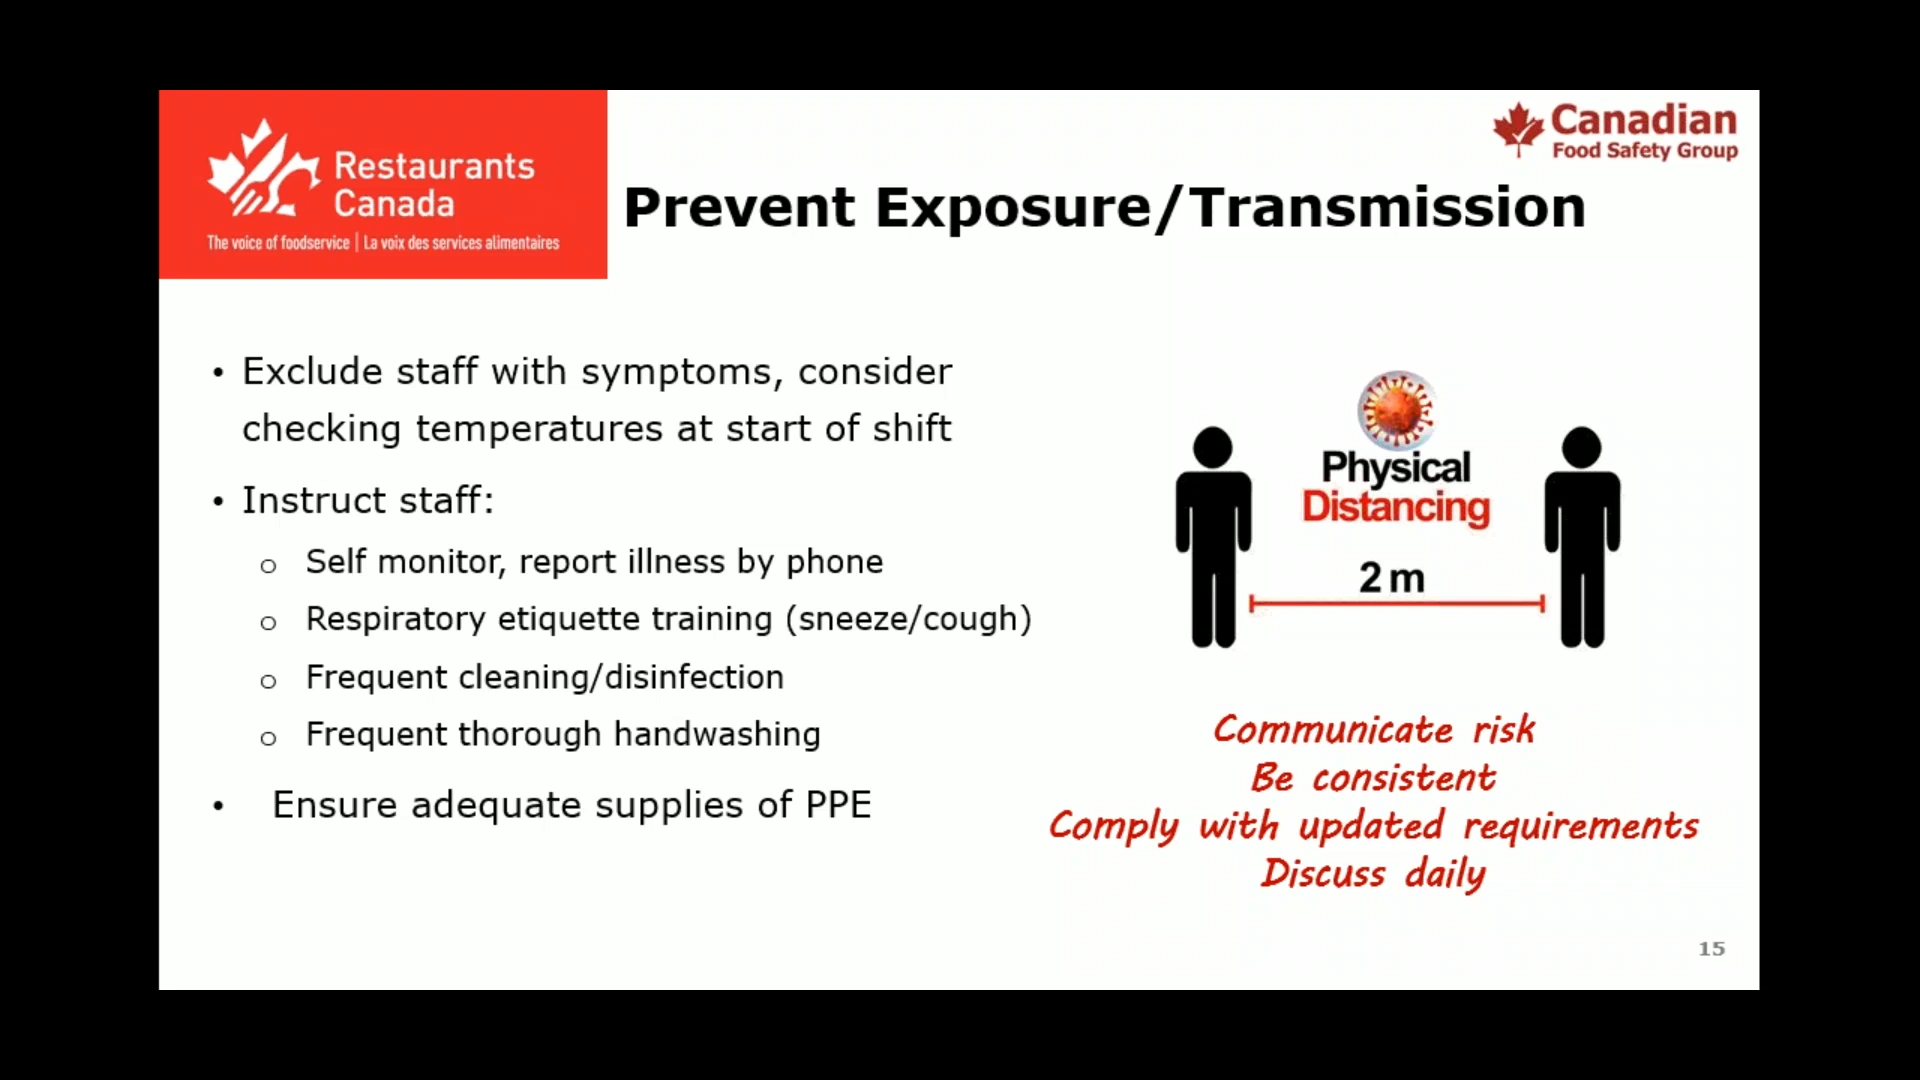 Restaurants
Canada
The voice of foodservice | La voix des services alimentaires
Canadian
Food Safety Group
Prevent Exposure/Transmission
• Exclude staff with symptoms, consider
checking temperatures at start of shift
• Instruct staff:
o Self monitor, report illness by phone
o Respiratory etiquette training (sneeze/cough)
o Frequent cleaning/disinfection
o Frequent thorough handwashing
• Ensure adequate supplies of PPE
Physical
Distancing
2 m
Communicate risk
Be consistent
Comply with updated requirements
Discuss daily
15